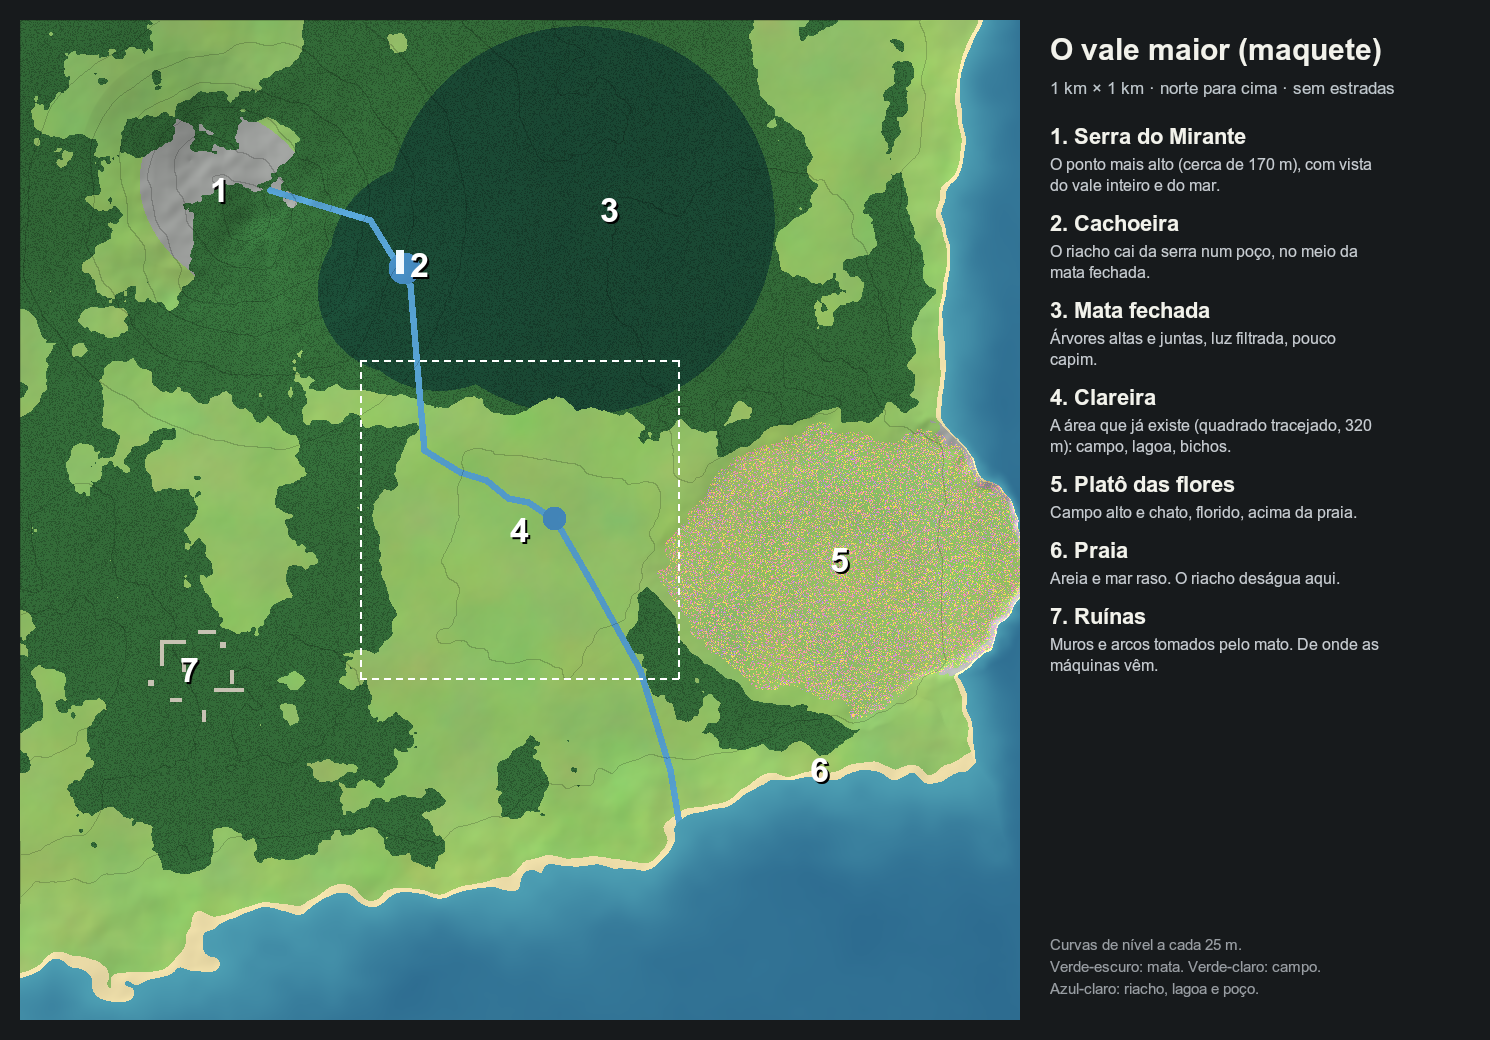 O vale maior (maquete)
1 km × 1 km · norte para cima · sem estradas
1. Serra do Mirante
O ponto mais alto (cerca de 170 m), com vista
do vale inteiro e do mar.
2. Cachoeira
O riacho cai da serra num poço, no meio da
mata fechada.
3. Mata fechada
Árvores altas e juntas, luz filtrada, pouco
capim.
4. Clareira
A área que já existe (quadrado tracejado, 320
m): campo, lagoa, bichos.
5. Platô das flores
Campo alto e chato, florido, acima da praia.
6. Praia
Areia e mar raso. O riacho deságua aqui.
7. Ruínas
Muros e arcos tomados pelo mato. De onde as
máquinas vêm.
Curvas de nível a cada 25 m.
Verde-escuro: mata. Verde-claro: campo.
Azul-claro: riacho, lagoa e poço.
1
3
2
4
5
7
6